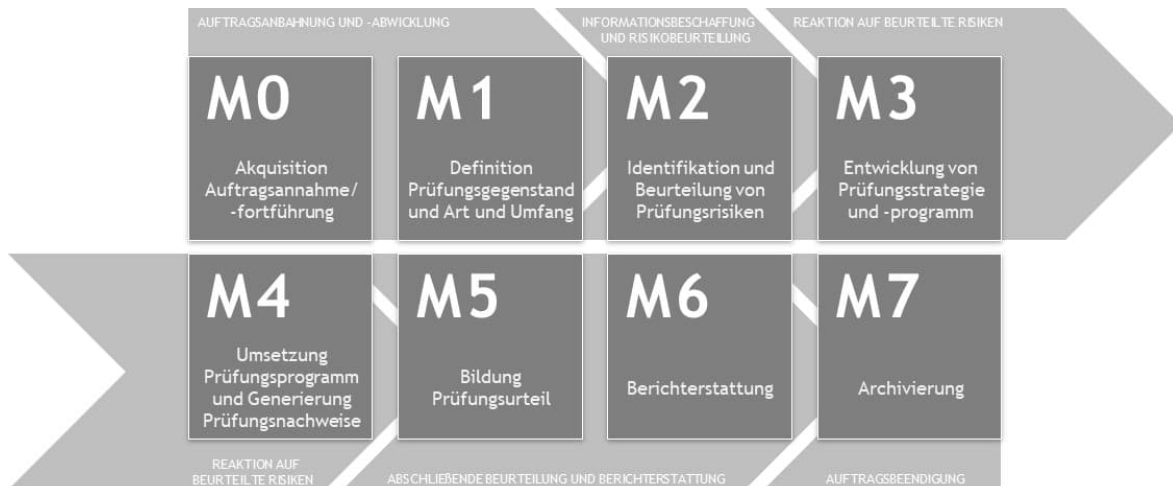 AUFTRAGSANBAHNUNG UND -ABWICKLUNG
INFORMATIONSBESCHAFFUNG
UND RISIKOBEURTEILUNG
REAKTION AUF BEURTEILTE RISIKEN
M0
Akquisition
Auftragsannahme/
-fortführung
M1
Definition
Prüfungsgegenstand
und Art und Umfang
M2
Identifikation und
Beurteilung von
Prüfungsrisiken
M3
Entwicklung von
Prüfungsstrategie
und -programm
M4
Umsetzung
Prüfungsprogramm
und Generierung
Prüfungsnachweise
M5
Bildung
Prüfungsurteil
M6
Berichterstattung
M7
Archivierung
REAKTION AUF
BEURTEILTE RISIKEN
ABSCHLIEßENDE BEURTEILUNG UND BERICHTERSTATTUNG
AUFTRAGSBEENDIGUNG